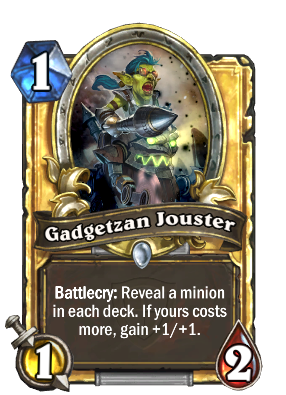 1
Gadgetzan Jouster
Battlecry: Reveal a minion
in each deck. If yours costs
more, gain +1/+1.
1
2